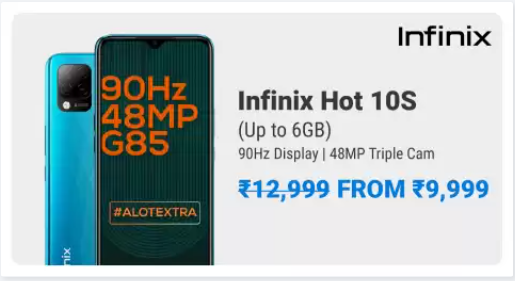 Infinix
90Hz
48MP
G85
#ALOTEXTRA
nix
Infinix Hot 10S
(Up to 6GB)
90Hz Display | 48MP Triple Cam
₹12,999 FROM ₹9,999